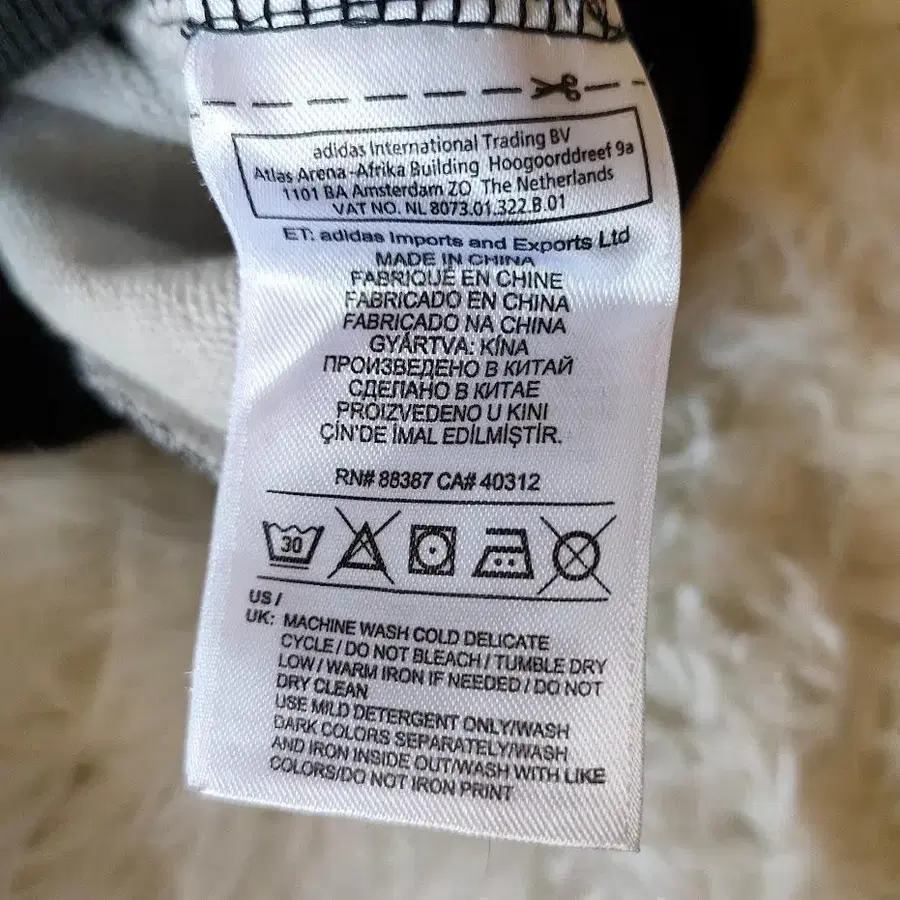 adidas International Trading BV
Atlas Arena-Afrika Building Hoogoorddreef 9a
1101 BA Amsterdam ZO The Netherlands
VAT NO. NL 8073.01.322.B.01
ET: adidas Imports and Exports Ltd
MADE IN CHINA
FABRIQUÉ EN CHINE
FABRICADO EN CHINA
FABRICADO NA CHINA
GYÁRTVA: KÍNA
ПРОИЗВЕДЕНО В КИТАЙ
СДЕЛАНО В КИТАЕ
PROIZVEDENO U KINI
ÇİN'DE İMAL EDİLMİŞTİR.
RN# 88387 CA# 40312
30
US /
UK: MACHINE WASH COLD DELICATE
CYCLE / DO NOT BLEACH / TUMBLE DRY
LOW / WARM IRON IF NEEDED / DO NOT
DRY CLEAN
USE MILD DETERGENT ONLY/WASH
DARK COLORS SEPARATELY/WASH
AND IRON INSIDE OUT/WASH WITH LIKE
COLORS/DO NOT IRON PRINT